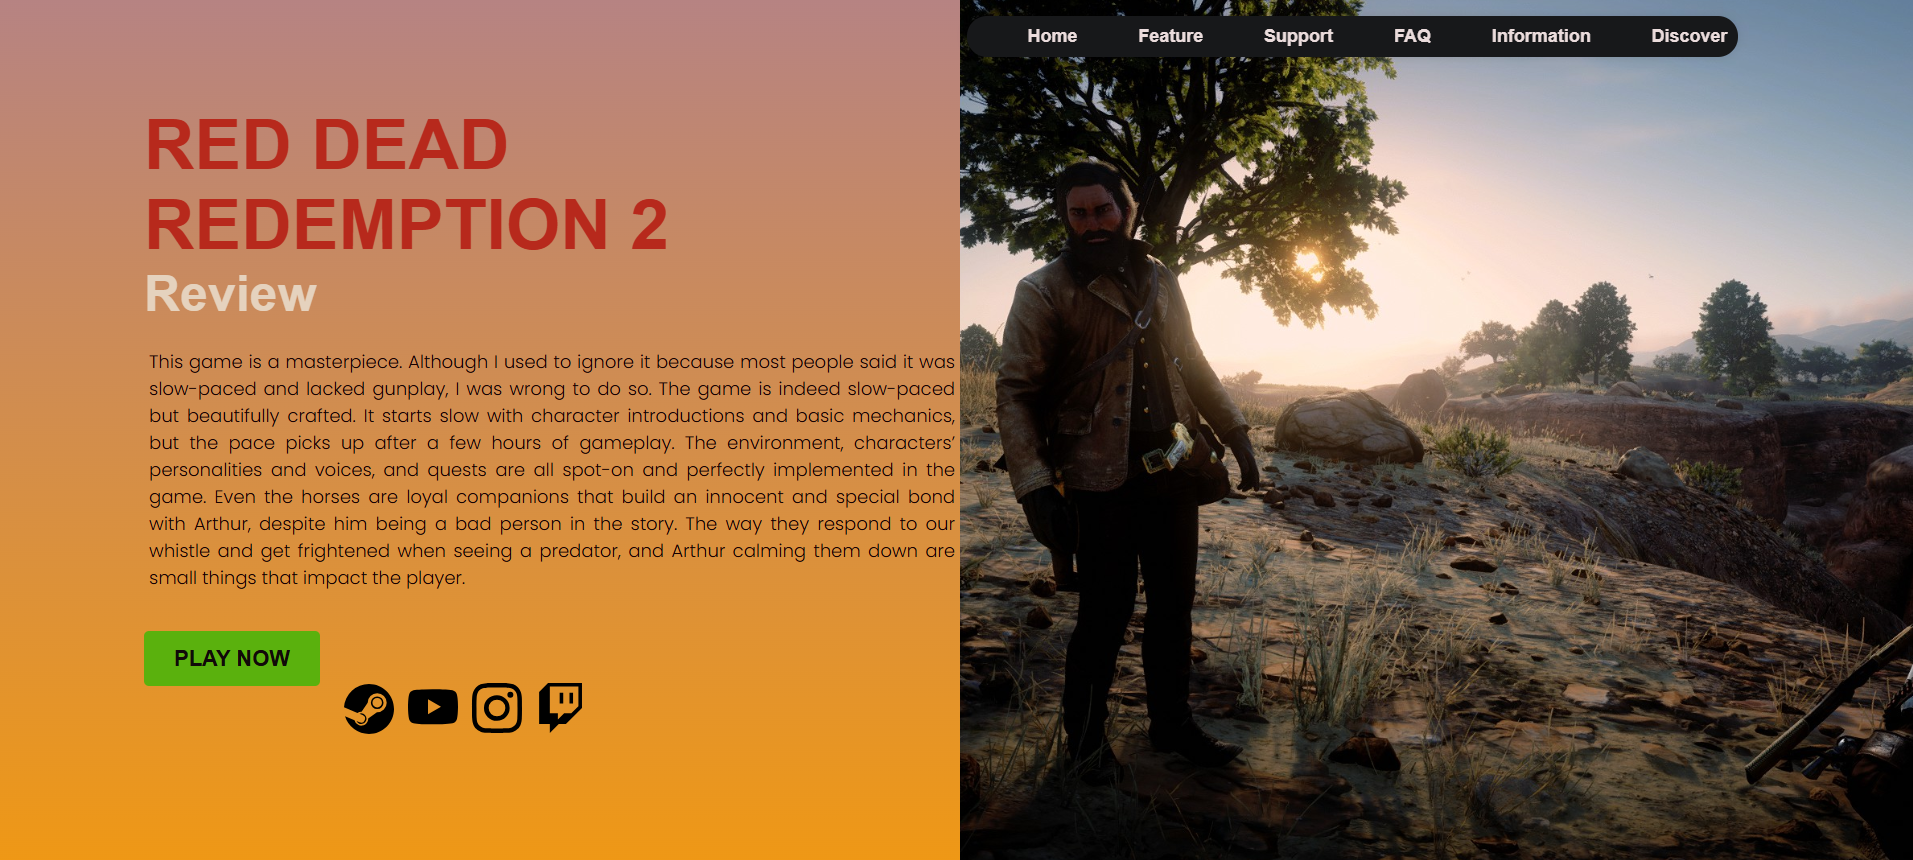 Home Feature Support FAQ Information Discover
RED DEAD
REDEMPTION 2
Review
This game is a masterpiece. Although I used to ignore it because most people said it was
slow-paced and lacked gunplay, I was wrong to do so. The game is indeed slow-paced
but beautifully crafted. It starts slow with character introductions and basic mechanics,
but the pace picks up after a few hours of gameplay. The environment, characters’
personalities and voices, and quests are all spot-on and perfectly implemented in the
game. Even the horses are loyal companions that build an innocent and special bond
with Arthur, despite him being a bad person in the story. The way they respond to our
whistle and get frightened when seeing a predator, and Arthur calming them down are
small things that impact the player.
PLAY NOW